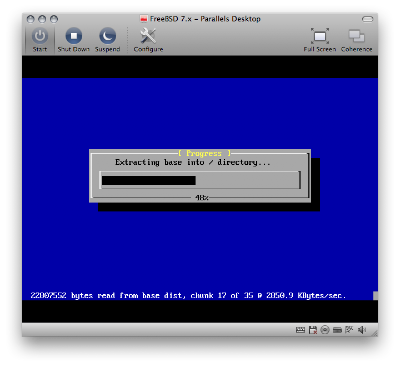 FreeBSD 7.x – Parallels Desktop
Start Shut Down Suspend Configure Full Screen Coherence
[ Progress ]
Extracting base into / directory...
48%
22007552 bytes read from base dist, chunk 17 of 35 @ 2050.9 KBytes/sec.